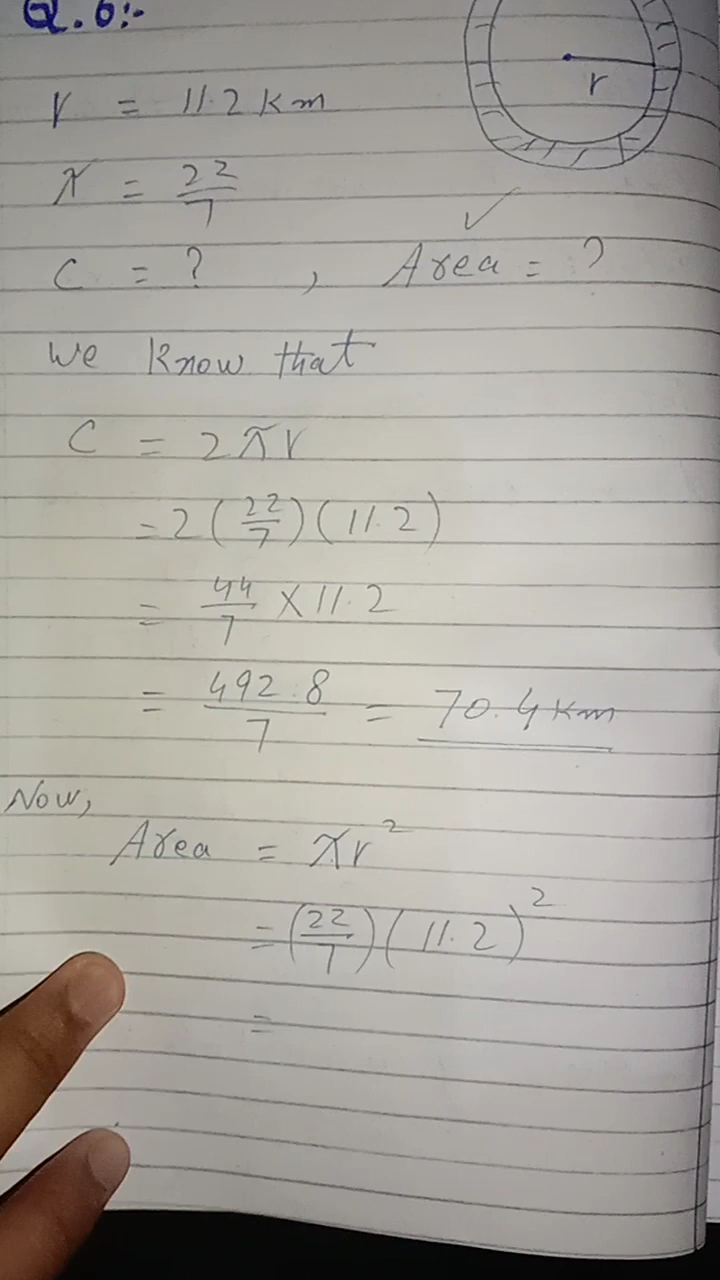 Q.6:-
r
r = 11.2 km
π = 22/7
C = ? , Area = ? ✓
We know that
C = 2πr
= 2(22/7)(11.2)
= 44/7 × 11.2
= 492.8/7 = 70.4 km
Now,
Area = πr²
= (22/7)(11.2)²
=